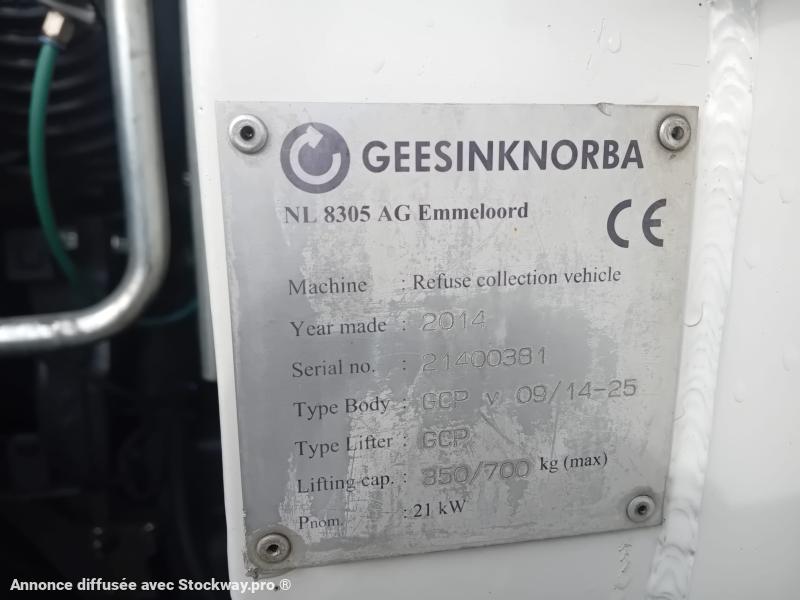 GEESINKNORBA
NL 8305 AG Emmeloord
CE
Machine : Refuse collection vehicle
Year made : 2014
Serial no. : 21400381
Type Body : GCP v 09/14-25
Type Lifter : GCP
Lifting cap. : 350/700 kg (max)
Pnom. : 21 kW
Annonce diffusée avec Stockway.pro ®